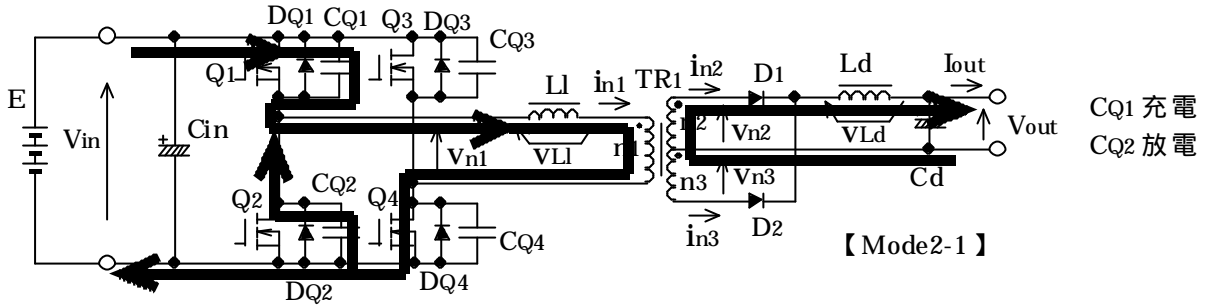 DQ1 CQ1 Q3 DQ3
CQ3
Q1
E
Vin
+
Cin
Ll
in1
TR1
in2
D1
Ld
Iout
CQ1 充電
CQ2 放電
vn1
vLl
n1
n2
vn2
vLd
Vout
n3
vn3
Cd
Q2
CQ2
Q4
CQ4
in3
D2
【Mode2-1】
DQ2
DQ4